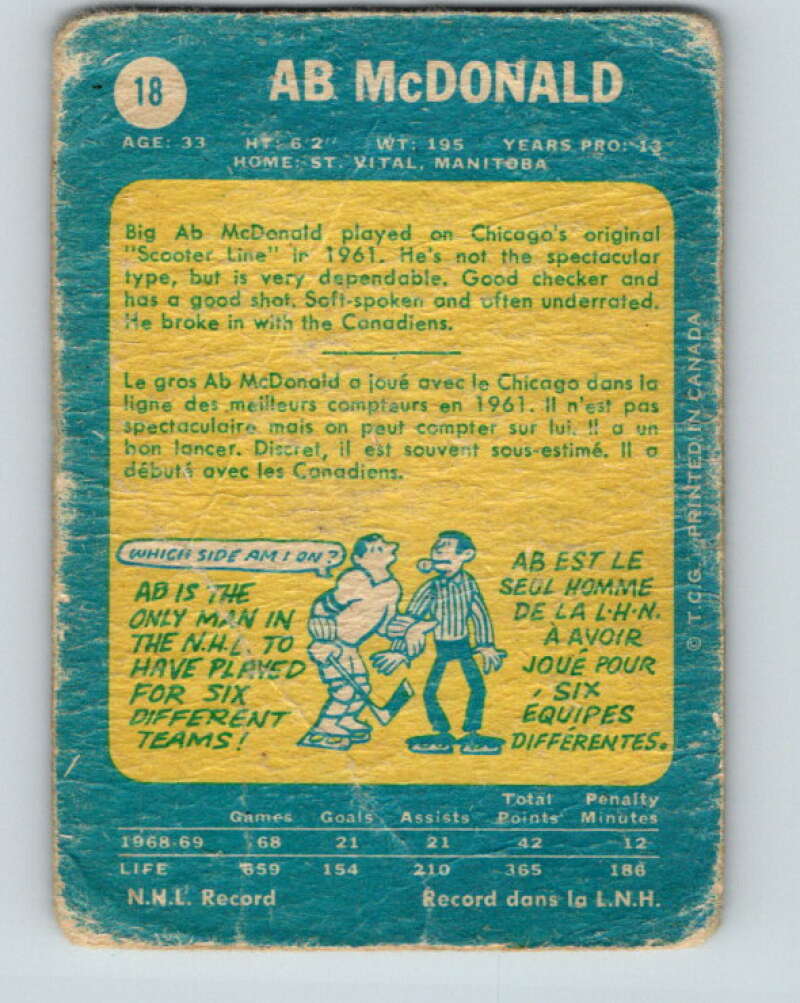 18
AB McDONALD
AGE: 33 HT: 6'2" WT: 195 YEARS PRO: 13
HOME: ST. VITAL, MANITOBA
Big Ab McDonald played on Chicago's original
"Scooter Line" in 1961. He's not the spectacular
type, but is very dependable. Good checker and
has a good shot. Soft-spoken and often underrated.
He broke in with the Canadiens.
Le gros Ab McDonald a joué avec le Chicago dans la
ligne des meilleurs compteurs en 1961. Il n'est pas
spectaculaire mais on peut compter sur lui. Il a un
bon lancer. Discret, il est souvent sous-estimé. Il a
débuté avec les Canadiens.
WHICH SIDE AM I ON?
AB IS THE
ONLY MAN IN
THE N.H.L. TO
HAVE PLAYED
FOR SIX
DIFFERENT
TEAMS!
AB EST LE
SEUL HOMME
DE LA L.H.N.
À AVOIR
JOUÉ POUR
SIX
ÉQUIPES
DIFFÉRENTES.
© T.C.G. PRINTED IN CANADA
Games Goals Assists Total Points Penalty Minutes
1968-69 68 21 21 42 12
LIFE 659 154 210 365 186
N.H.L. Record Record dans la L.N.H.